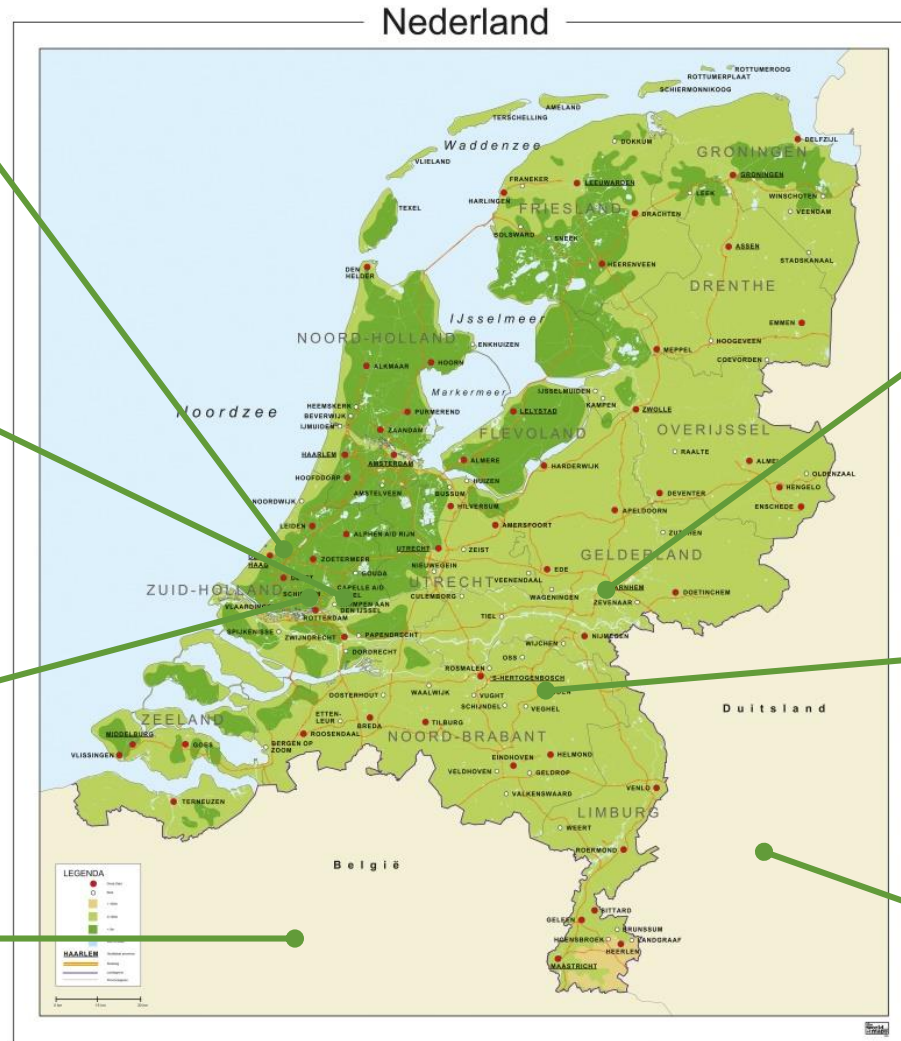 Nederland
ROTTUMEROOG
ROTTUMERPLAAT
SCHIERMONNIKOOG
AMELAND
TERSCHELLING
Waddenzee
VLIELAND
TEXEL
DELFZIJL
DOKKUM
GRONINGEN
GRONINGEN
FRANEKER
LEEUWARDEN
HARLINGEN
LEEK
WINSCHOTEN
FRIESLAND
DRACHTEN
VEENDAM
BOLSWARD
SNEEK
ASSEN
STADSKANAAL
HEERENVEEN
DEN
HELDER
DRENTHE
IJsselmeer
EMMEN
NOORD-HOLLAND
ENKHUIZEN
HOOGEVEEN
MEPPEL
COEVORDEN
ALKMAAR
HOORN
Markermeer
IJSSELMUIDEN
KAMPEN
HEEMSKERK
BEVERWIJK
IJMUIDEN
Noordzee
PURMEREND
LELYSTAD
ZWOLLE
ZAANDAM
FLEVOLAND
OVERIJSSEL
RAALTE
HAARLEM
AMSTERDAM
ALMERE
HARDERWIJK
OLDENZAAL
HOOFDDORP
HUIZEN
HENGELO
AMSTELVEEN
BUSSUM
DEVENTER
NOORDWIJK
HILVERSUM
ENSCHEDE
APELDOORN
LEIDEN
AMERSFOORT
ALPHEN A/D RIJN
UTRECHT
ZEIST
GELDERLAND
HAAG
ZOETERMEER
NIEUWEGEIN
GOUDA
EDE
VEENENDAAL
UTRECHT
ZUID-HOLLAND
CAPELLE A/D
CULEMBORG
WAGENINGEN
ARNHEM
ZEVENAAR
DOETINCHEM
DEN IJSSEL
ROTTERDAM
TIEL
SPIJKENISSE
ZWIJNDRECHT
PAPENDRECHT
WIJCHEN
NIJMEGEN
DORDRECHT
OSS
ROSMALEN
S-HERTOGENBOSCH
OOSTERHOUT
WAALWIJK
VUGHT
SCHIJNDEL
VEGHEL
Duitsland
ZEELAND
ETTEN-
LEUR
BREDA
TILBURG
MIDDELBURG
GOES
ROOSENDAAL
NOORD-BRABANT
BERGEN OP
ZOOM
VLISSINGEN
HELMOND
EINDHOVEN
VELDHOVEN
GELDROP
VENLO
TERNEUZEN
VALKENSWAARD
LIMBURG
WEERT
ROERMOND
België
LEGENDA
HAARLEM
SITTARD
GELEEN
BRUNSSUM
HOENSBROEK
LANDGRAAF
HEERLEN
MAASTRICHT